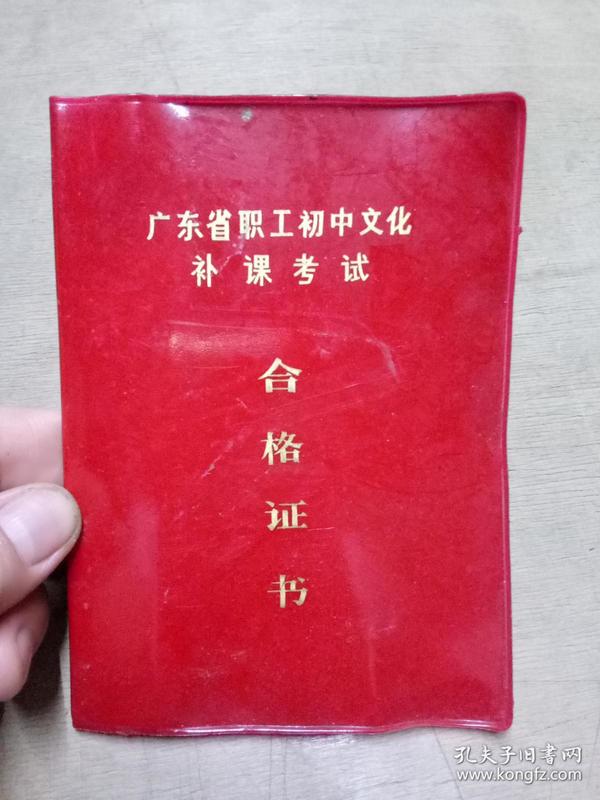 广东省职工初中文化
补课考试
合
格
证
书
孔夫子旧书网
www.kongfz.com